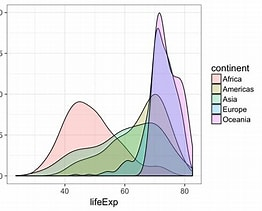 continent
Africa
Americas
Asia
Europe
Oceania
40
60
80
lifeExp